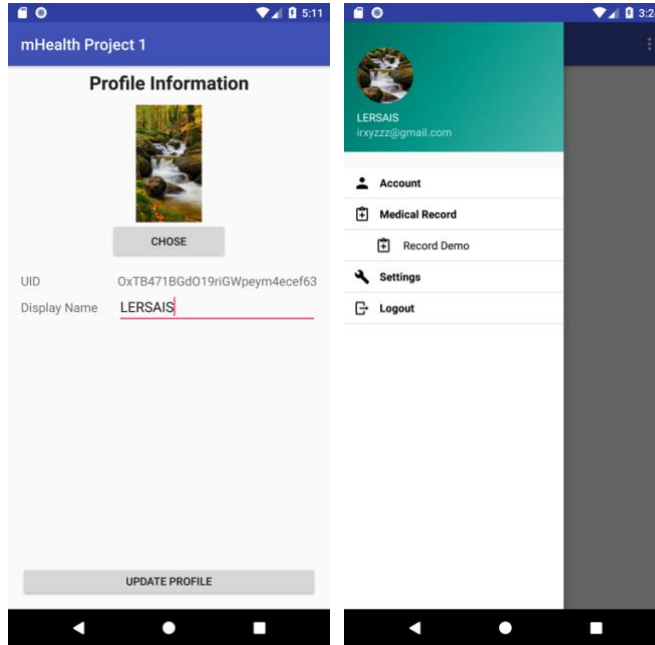 5:11
mHealth Project 1
Profile Information
CHOSE
UID OxTB471BGdO19riGWpeym4ecef63
Display Name LERSAIS
UPDATE PROFILE
LERSAIS
irxyzzz@gmail.com
Account
Medical Record
Record Demo
Settings
Logout